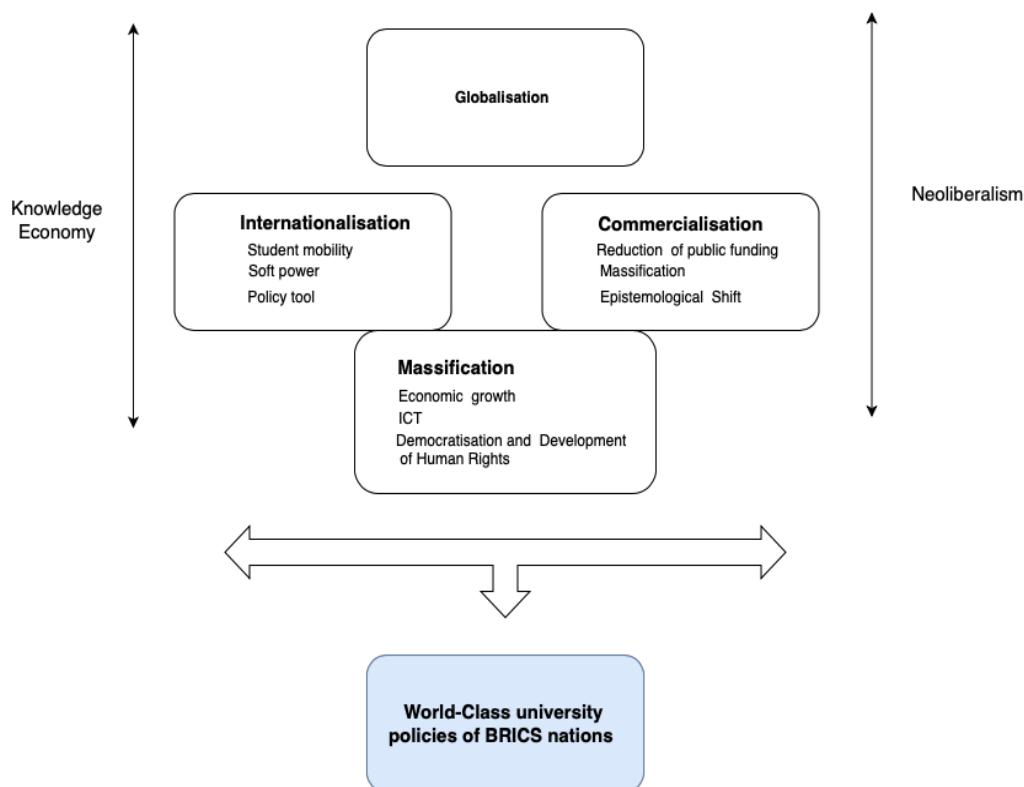 Globalisation
Knowledge
Economy
Neoliberalism
Internationalisation
Student mobility
Soft power
Policy tool
Commercialisation
Reduction of public funding
Massification
Epistemological Shift
Massification
Economic growth
ICT
Democratisation and Development
of Human Rights
World-Class university
policies of BRICS nations